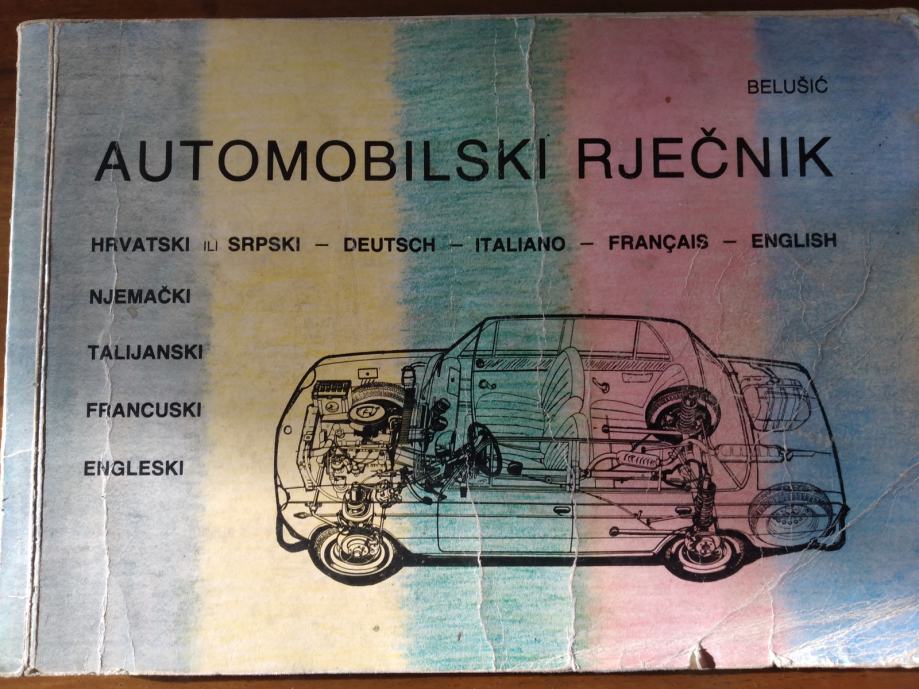 BELUŠIĆ
AUTOMOBILSKI RJEČNIK
HRVATSKI ILI SRPSKI – DEUTSCH – ITALIANO – FRANÇAIS – ENGLISH
NJEMAČKI
TALIJANSKI
FRANCUSKI
ENGLESKI